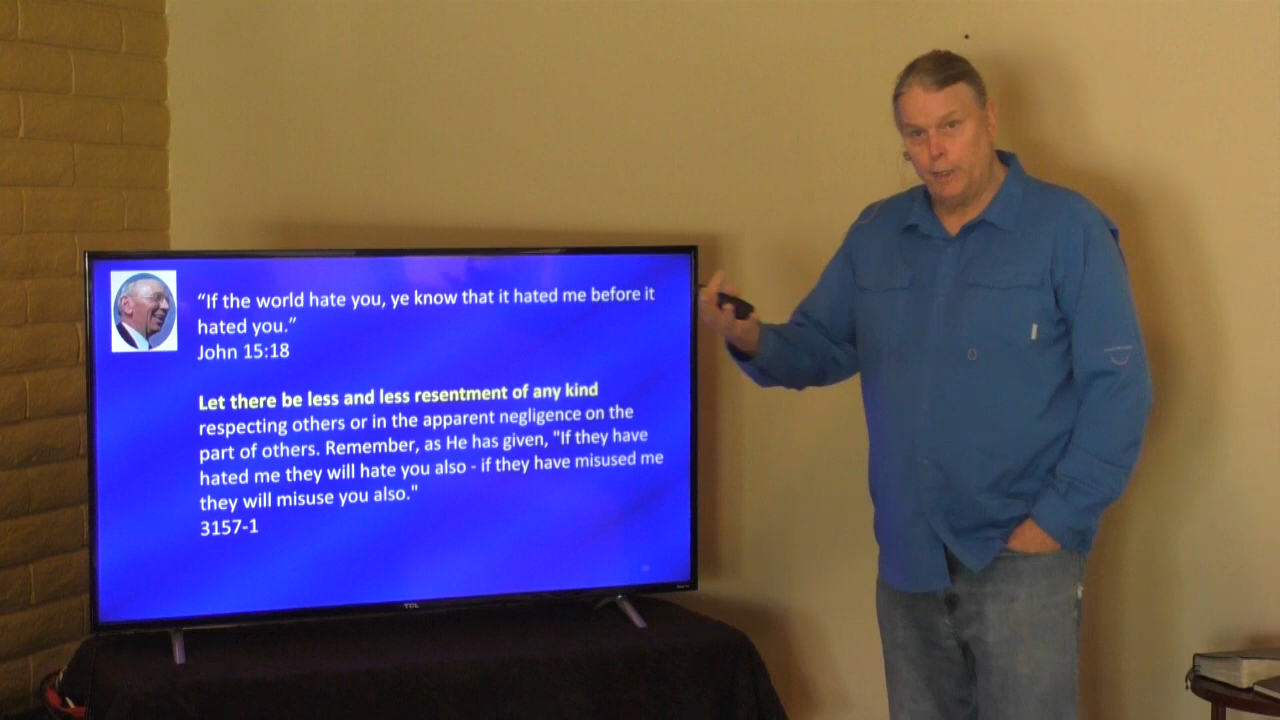 “If the world hate you, ye know that it hated me before it
hated you.”
John 15:18
Let there be less and less resentment of any kind
respecting others or in the apparent negligence on the
part of others. Remember, as He has given, "If they have
hated me they will hate you also - if they have misused me
they will misuse you also."
3157-1
TCL